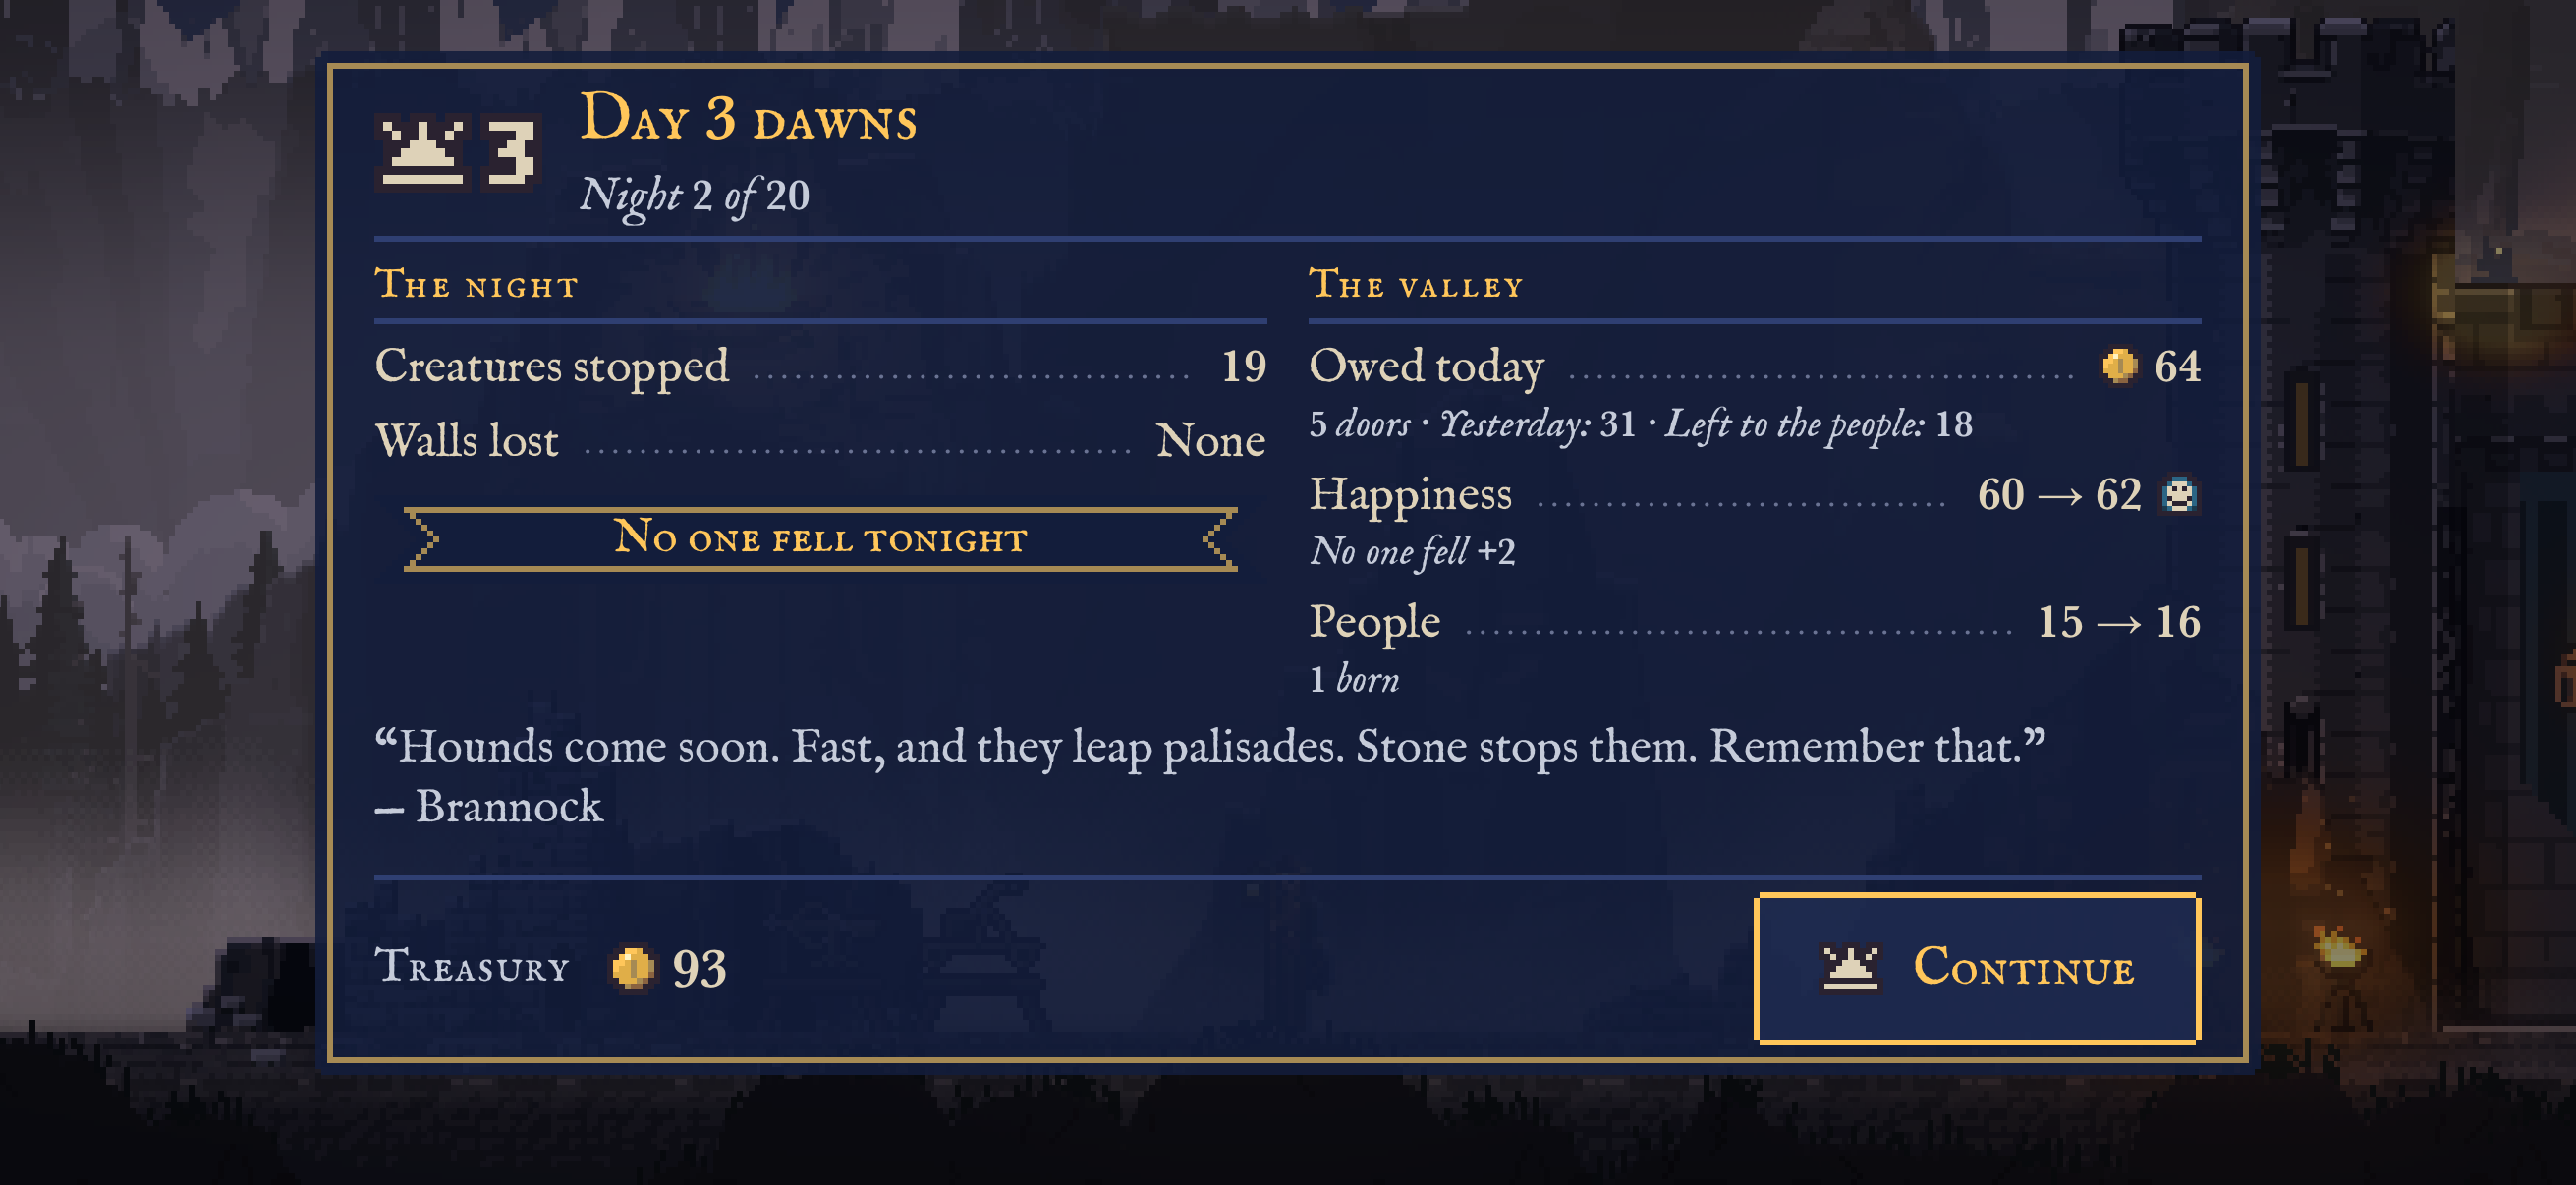 3
Day 3 dawns
Night 2 of 20
The night
Creatures stopped 19
Walls lost None
No one fell tonight
The valley
Owed today 64
5 doors · Yesterday: 31 · Left to the people: 18
Happiness 60 → 62
No one fell +2
People 15 → 16
1 born
“Hounds come soon. Fast, and they leap palisades. Stone stops them. Remember that.”
— Brannock
Treasury 93
Continue